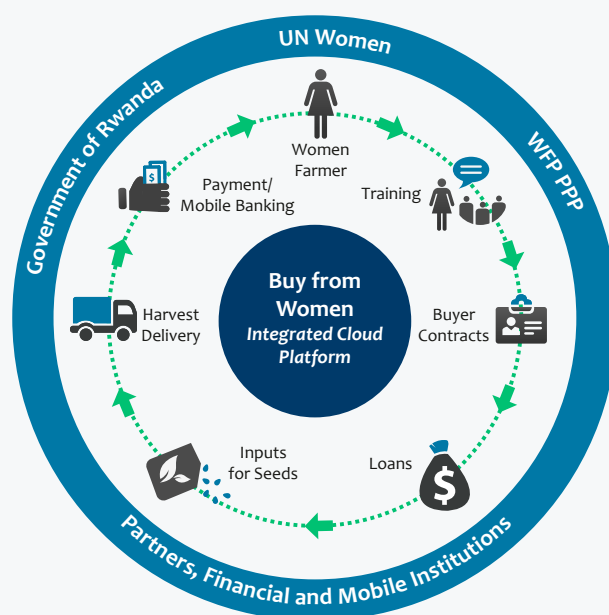 UN Women
Government of Rwanda
WFP PPP
Women
Farmer
Payment/
Mobile Banking
$
Training
Buy from
Women
Integrated Cloud
Platform
Harvest
Delivery
Buyer
Contracts
Inputs
for Seeds
Loans
$
Partners, Financial and Mobile Institutions